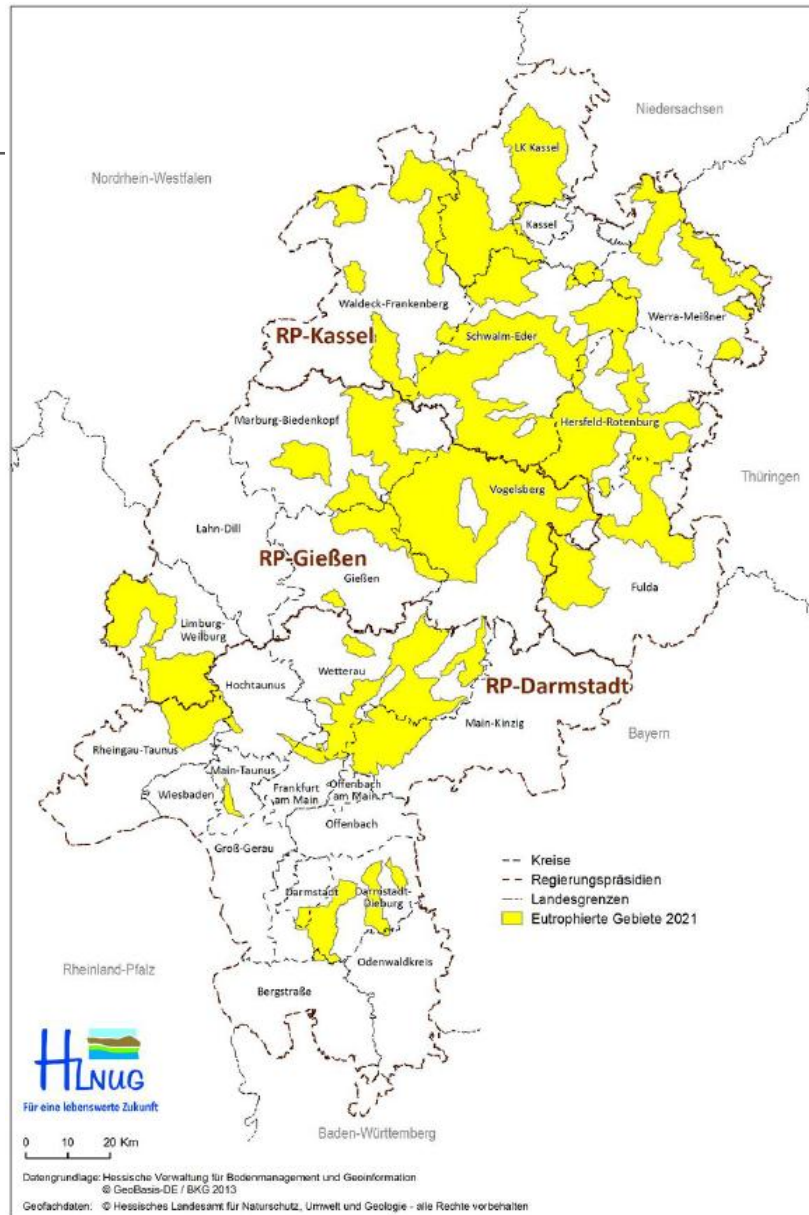 Niedersachsen
LK Kassel
Nordrhein-Westfalen
Kassel
Waldeck-Frankenberg
Werra-Meißner
RP-Kassel
Schwalm-Eder
Marburg-Biedenkopf
Hersfeld-Rotenburg
Thüringen
Vogelsberg
Lahn-Dill
RP-Gießen
Gießen
Fulda
Limburg-
Weilburg
Wetterau
Hochtaunus
RP-Darmstadt
Main-Kinzig
Bayern
Rheingau-Taunus
Main-Taunus
Wiesbaden
Frankfurt
am Main
Offenbach
am Main
Offenbach
Groß-Gerau
Darmstadt
Darmstadt-
Dieburg
Odenwaldkreis
Rheinland-Pfalz
Bergstraße
Kreise
Regierungspräsidien
Landesgrenzen
Eutrophierte Gebiete 2021
HLNUG
Für eine lebenswerte Zukunft
Baden-Württemberg
0 10 20 Km
Datengrundlage: Hessische Verwaltung für Bodenmanagement und Geoinformation
© GeoBasis-DE / BKG 2013
Geofachdaten: © Hessisches Landesamt für Naturschutz, Umwelt und Geologie - alle Rechte vorbehalten